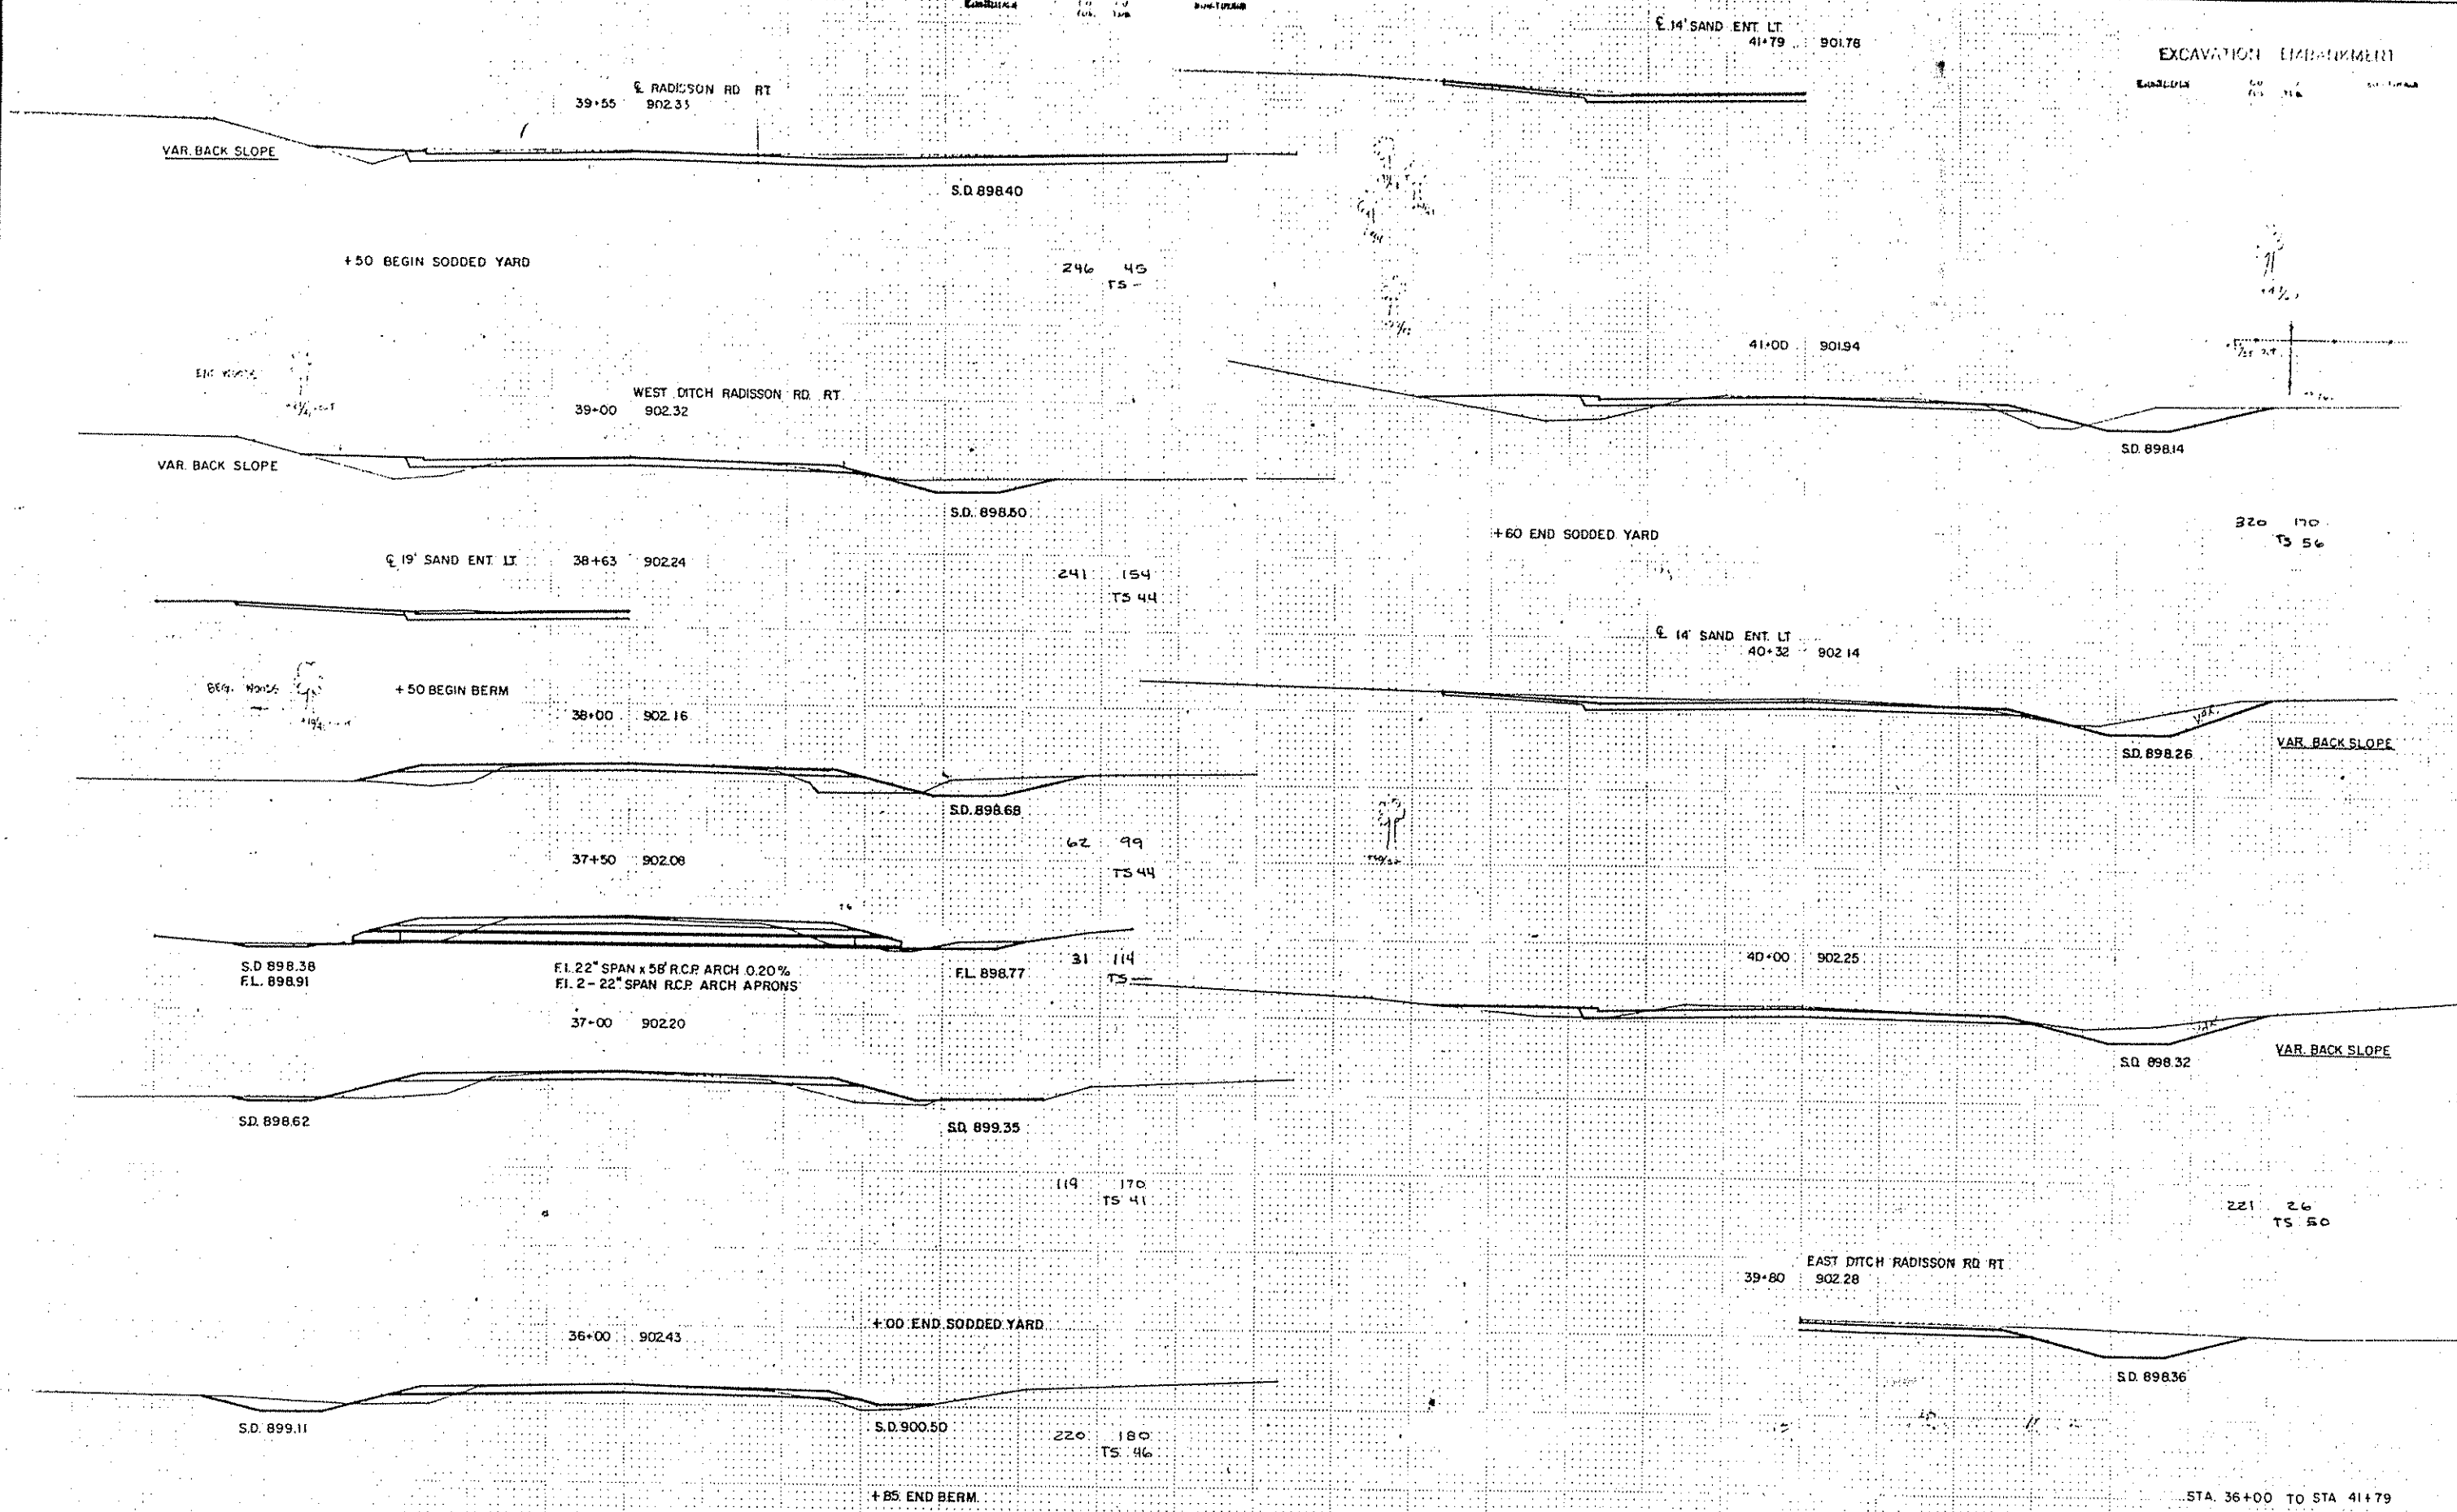 ℄ RADISSON RD RT
39+55 902.33
VAR. BACK SLOPE
S.D. 898.40
+50 BEGIN SODDED YARD
246 45
TS -
WEST DITCH RADISSON RD. RT.
39+00 902.32
VAR. BACK SLOPE
S.D. 898.50
℄ 19' SAND ENT. LT. 38+63 902.24
241 154
TS 44
BEG. WOODS
+50 BEGIN BERM
38+00 902.16
S.D. 898.68
62 99
TS 44
37+50 902.08
S.D. 898.38
F.L. 898.91
F.I. 22" SPAN x 58' R.C.P. ARCH 0.20%
F.I. 2 - 22" SPAN R.C.P. ARCH APRONS
F.L. 898.77
31 114
TS —
37+00 902.20
S.D. 898.62
S.D. 899.35
119 170
TS 41
36+00 902.43
+00 END SODDED YARD
S.D. 899.11
S.D. 900.50
220 180
TS 46
+85 END BERM
℄ 14' SAND ENT. LT.
41+79 901.78
EXCAVATION EMBANKMENT
41+00 901.94
S.D. 898.14
+60 END SODDED YARD
320 170
TS 56
℄ 14' SAND ENT. LT
40+32 902.14
VAR.
S.D. 898.26
VAR. BACK SLOPE
40+00 902.25
VAR.
S.D. 898.32
VAR. BACK SLOPE
221 26
TS 50
EAST DITCH RADISSON RD RT
39+80 902.28
S.D. 898.36
STA. 36+00 TO STA 41+79